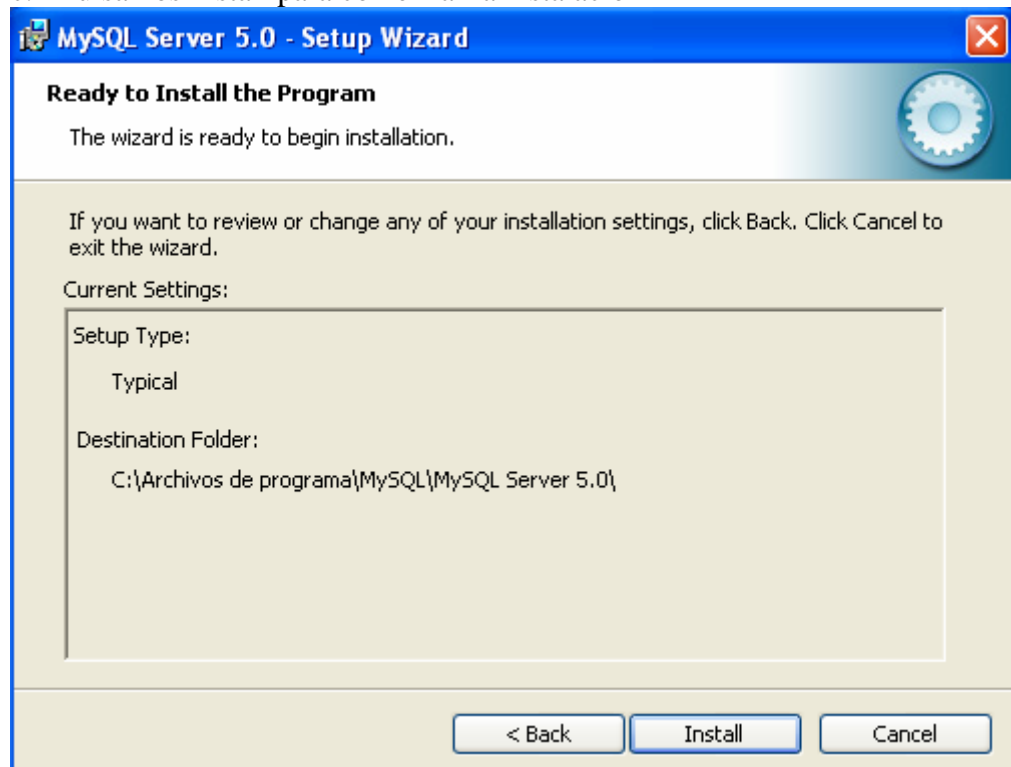 MySQL Server 5.0 - Setup Wizard
Ready to Install the Program
The wizard is ready to begin installation.
If you want to review or change any of your installation settings, click Back. Click Cancel to
exit the wizard.
Current Settings:
Setup Type:
Typical
Destination Folder:
C:\Archivos de programa\MySQL\MySQL Server 5.0\
< Back
Install
Cancel